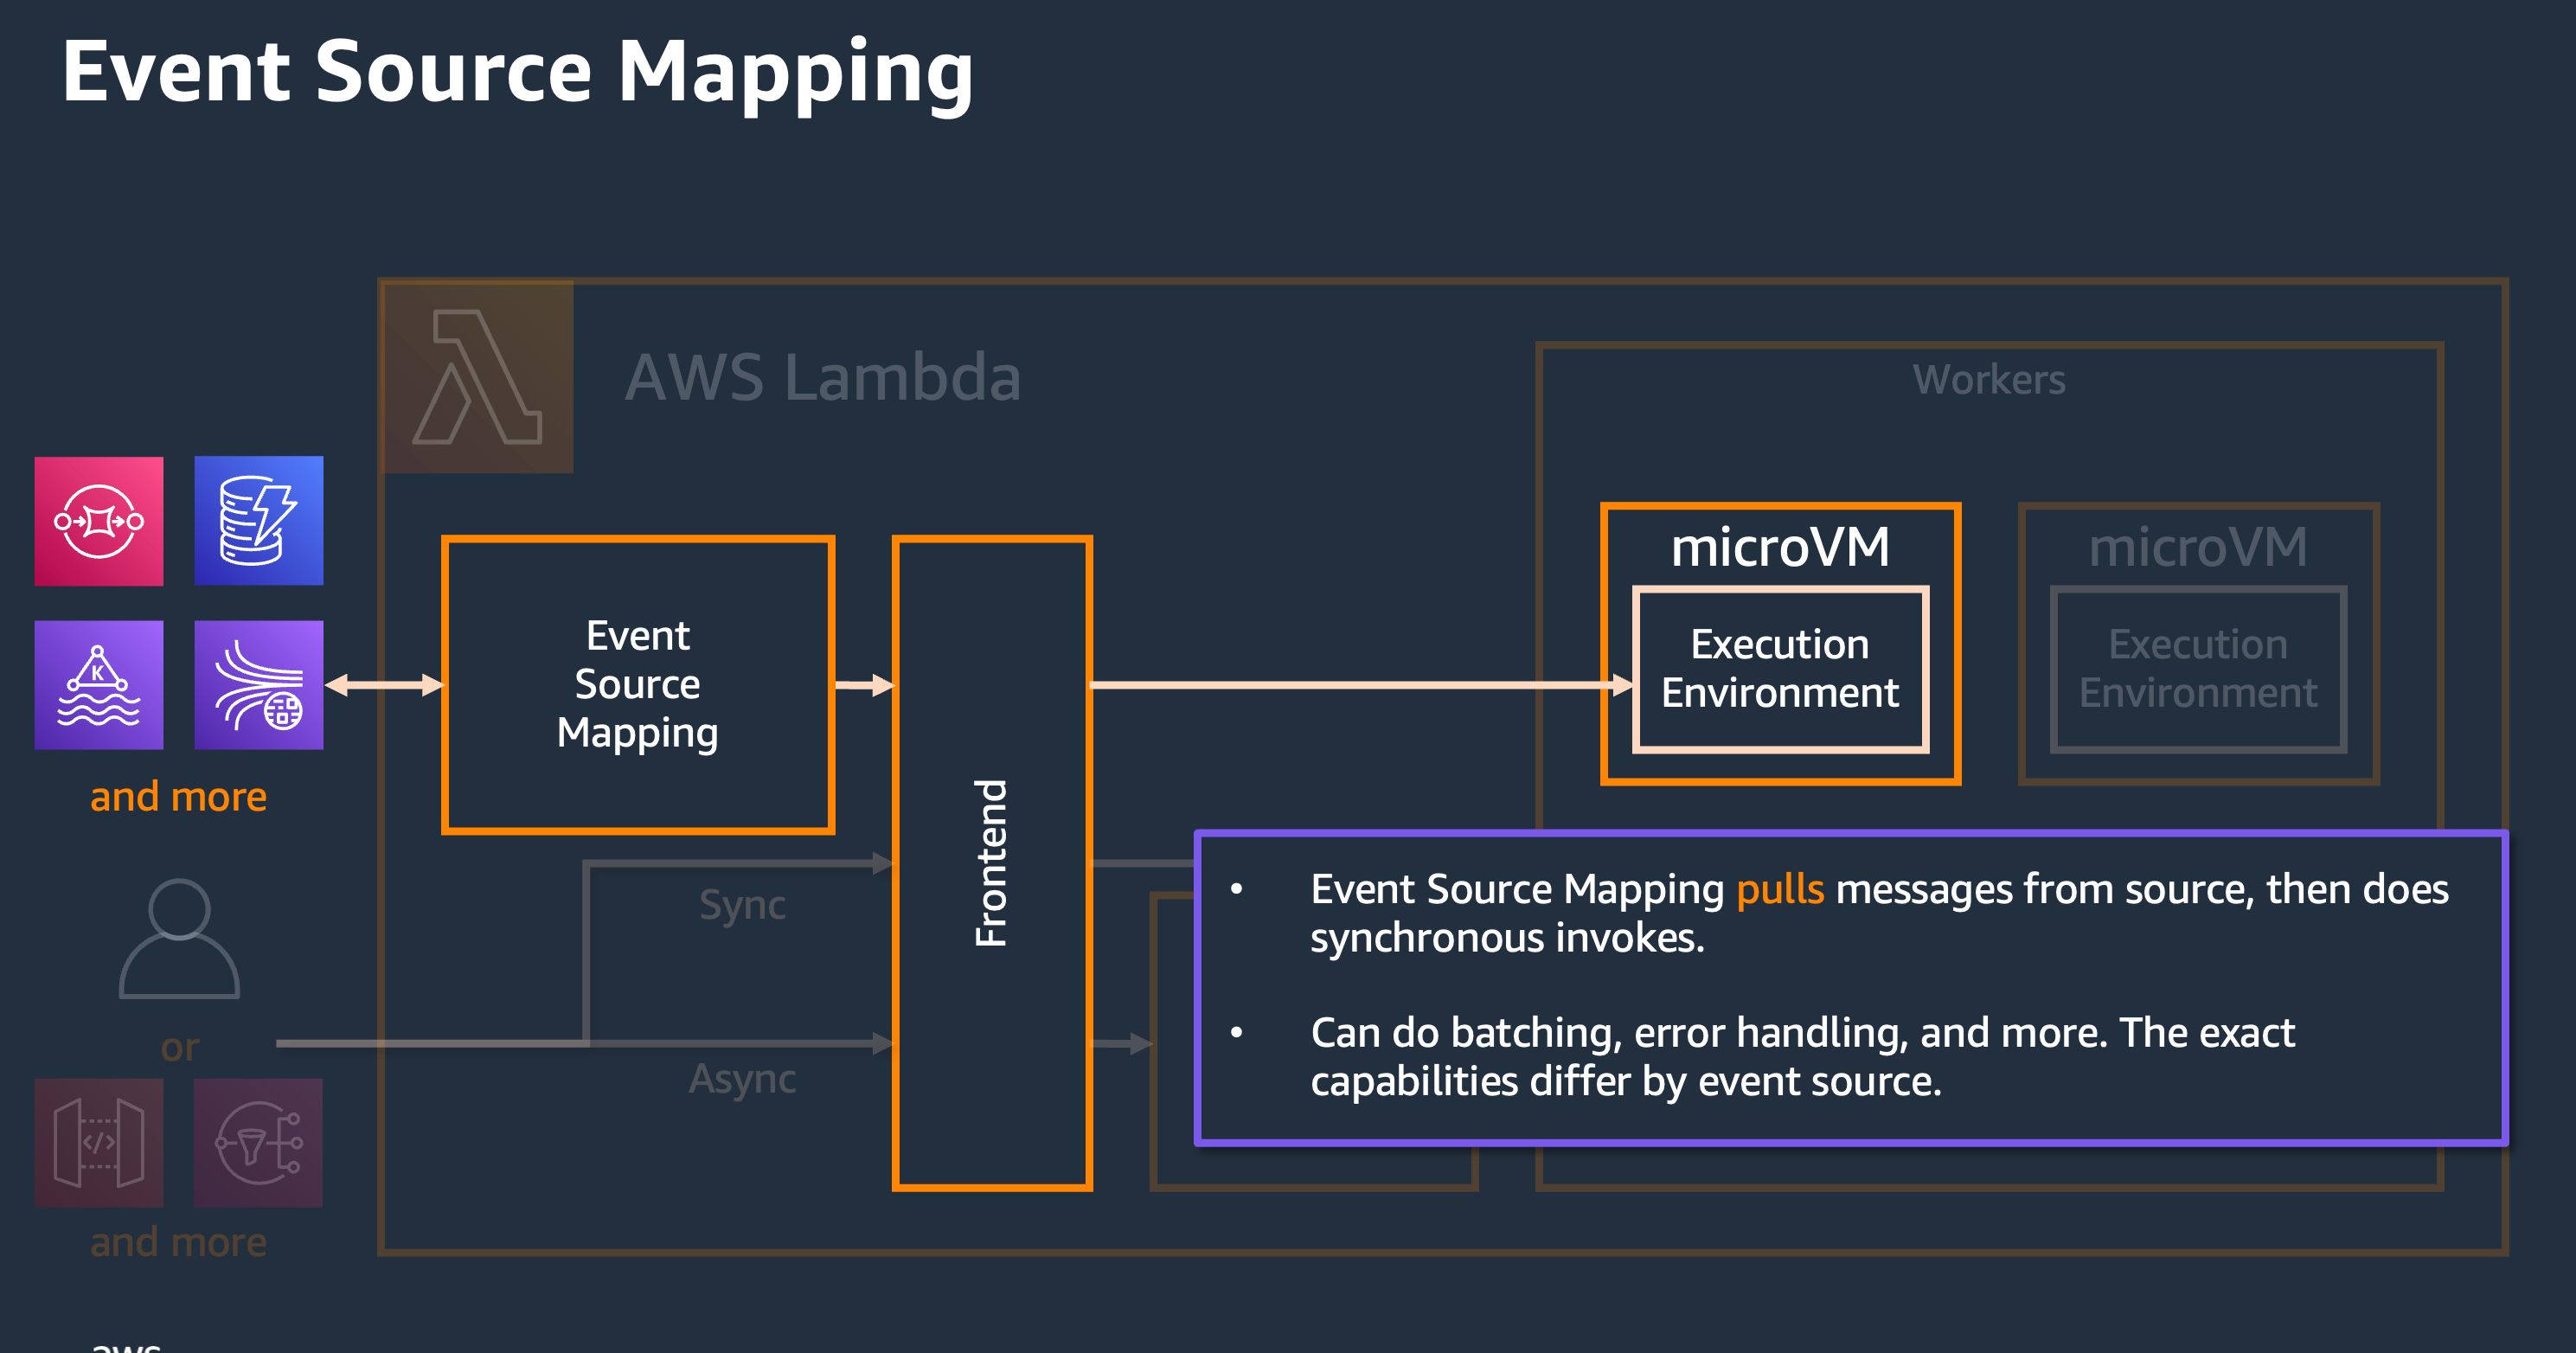 Event Source Mapping
AWS Lambda
Workers
microVM
Execution
Environment
microVM
Execution
Environment
Event
Source
Mapping
K
and more
Frontend
Sync
or
Async
</>
and more
• Event Source Mapping pulls messages from source, then does
synchronous invokes.
• Can do batching, error handling, and more. The exact
capabilities differ by event source.
aws